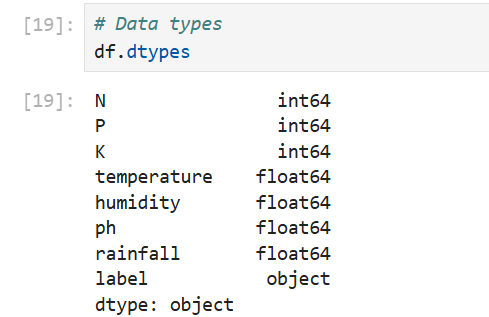 [19]: # Data types
df.dtypes
[19]: N int64
P int64
K int64
temperature float64
humidity float64
ph float64
rainfall float64
label object
dtype: object